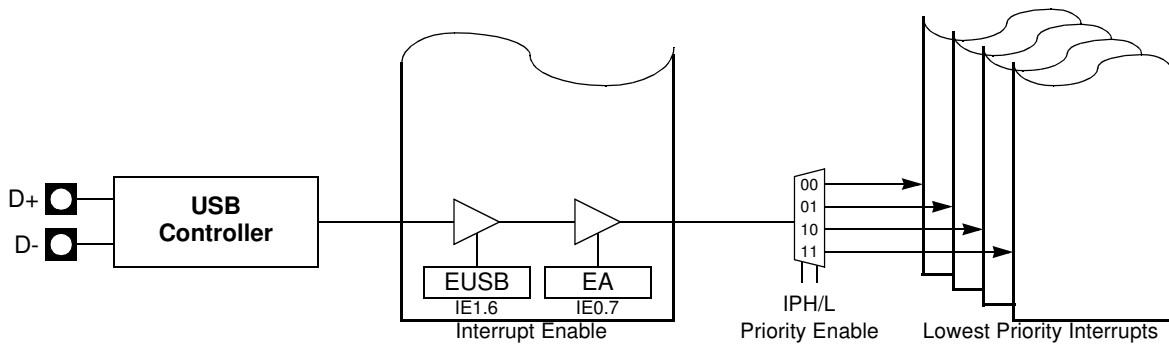 D+
D-
USB
Controller
EUSB
IE1.6
EA
IE0.7
Interrupt Enable
00
01
10
11
IPH/L
Priority Enable
Lowest Priority Interrupts